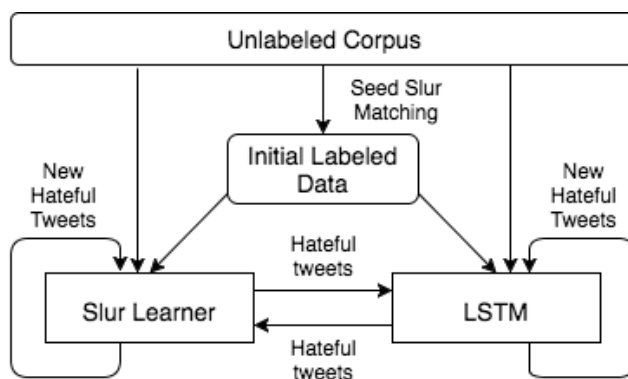 Unlabeled Corpus
Seed Slur
Matching
Initial Labeled
Data
New
Hateful
Tweets
New
Hateful
Tweets
Hateful
tweets
Slur Learner
LSTM
Hateful
tweets